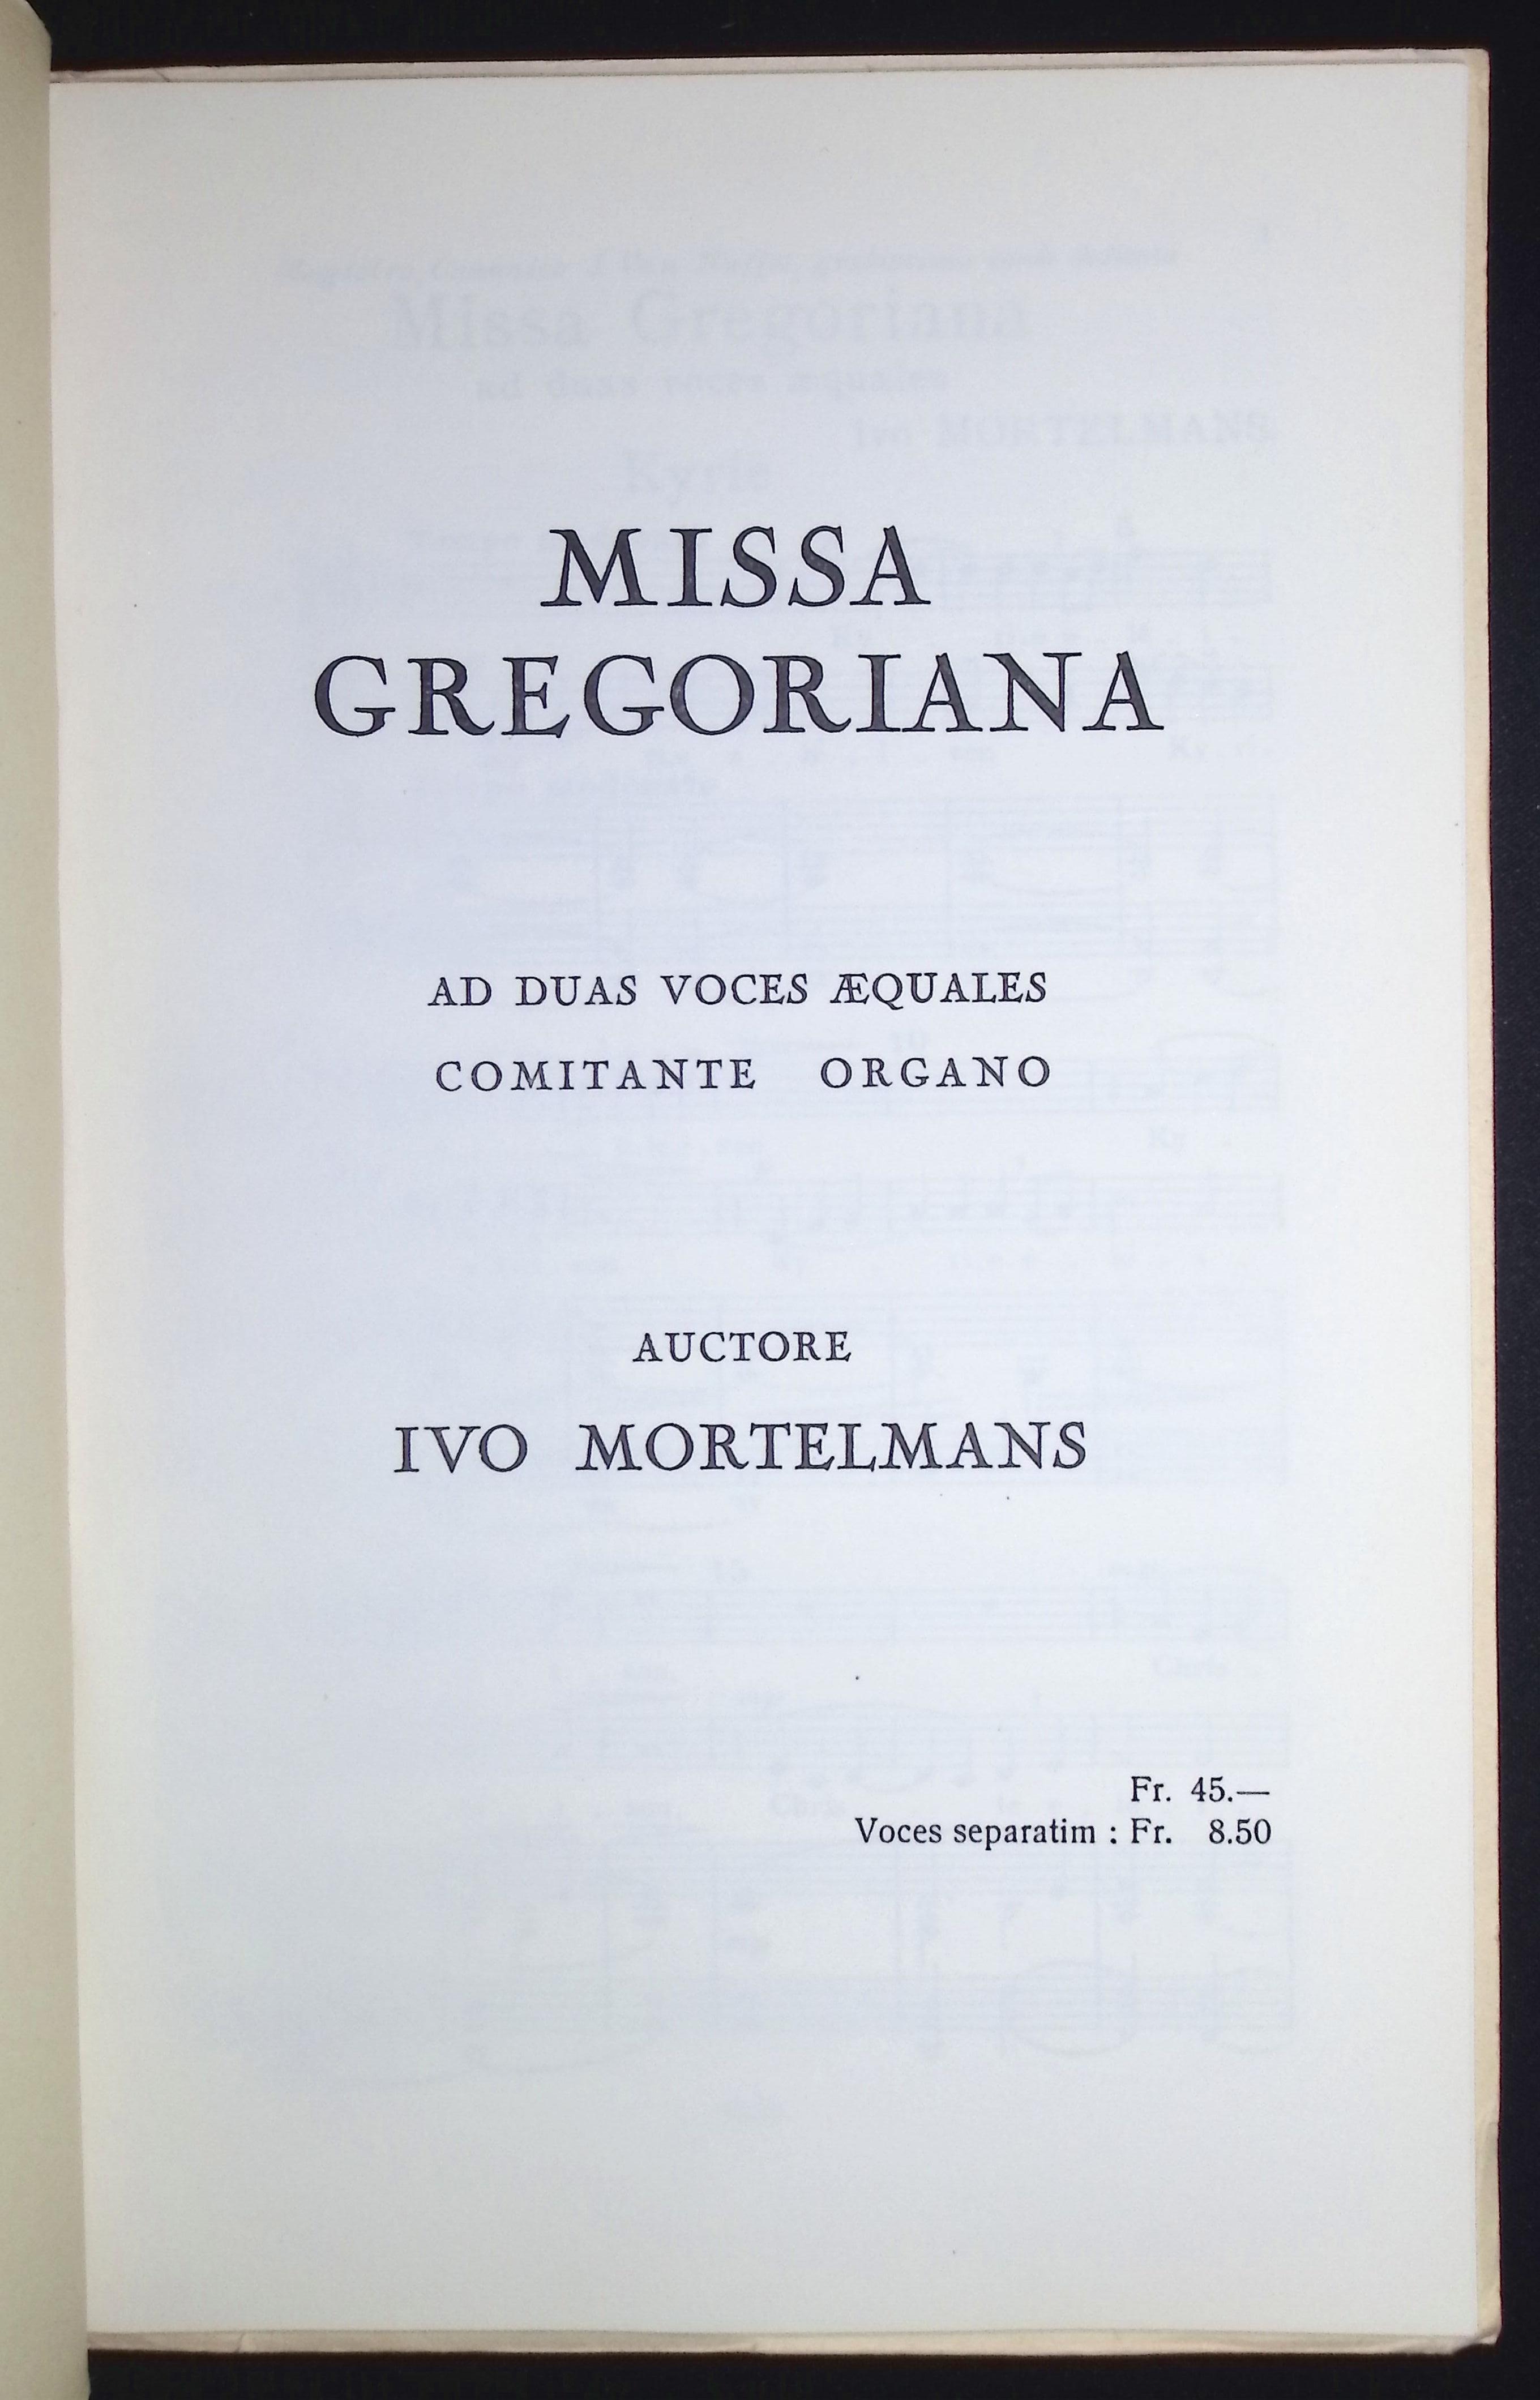 MISSA
GREGORIANA
AD DUAS VOCES ÆQUALES
COMITANTE ORGANO
AUCTORE
IVO MORTELMANS
Fr. 45.—
Voces separatim : Fr. 8.50